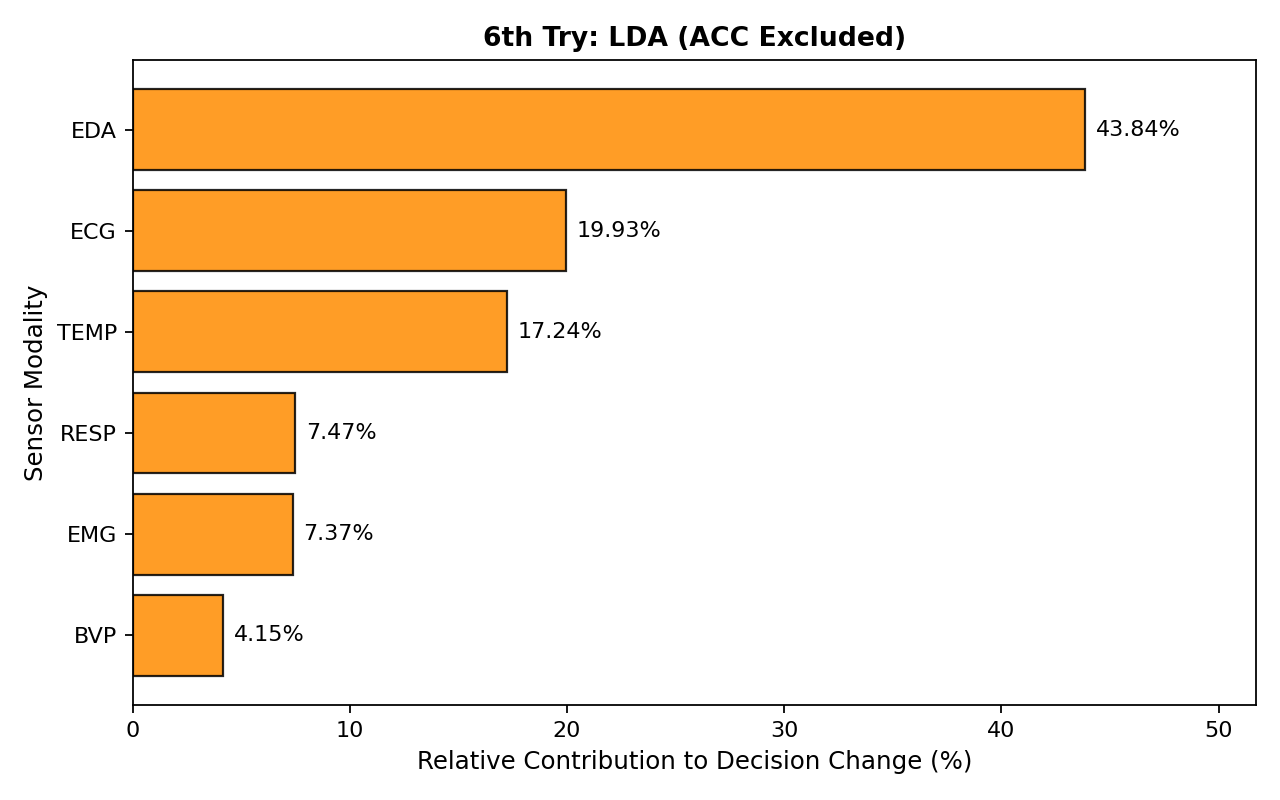 6th Try: LDA (ACC Excluded)
EDA
43.84%
ECG
19.93%
TEMP
17.24%
RESP
7.47%
EMG
7.37%
BVP
4.15%
Sensor Modality
0 10 20 30 40 50
Relative Contribution to Decision Change (%)